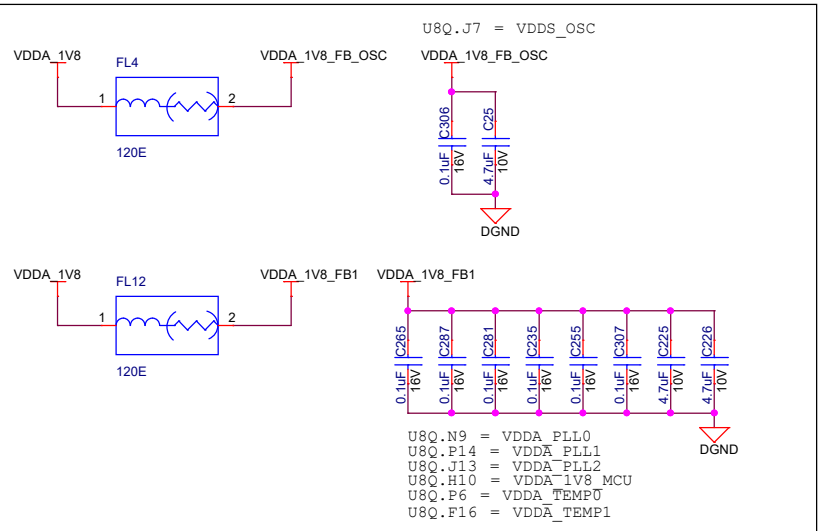 U8Q.J7 = VDDS_OSC
VDDA_1V8
FL4
VDDA_1V8_FB_OSC
VDDA_1V8_FB_OSC
1
2
120E
C306
0.1uF
16V
C25
4.7uF
10V
DGND
VDDA_1V8
FL12
VDDA_1V8_FB1
VDDA_1V8_FB1
1
2
120E
C265
0.1uF
16V
C287
0.1uF
16V
C281
0.1uF
16V
C235
0.1uF
16V
C255
0.1uF
16V
C307
0.1uF
16V
C225
4.7uF
10V
C226
4.7uF
10V
DGND
U8Q.N9 = VDDA_PLL0
U8Q.P14 = VDDA_PLL1
U8Q.J13 = VDDA_PLL2
U8Q.H10 = VDDA_1V8_MCU
U8Q.P6 = VDDA_TEMP0
U8Q.F16 = VDDA_TEMP1